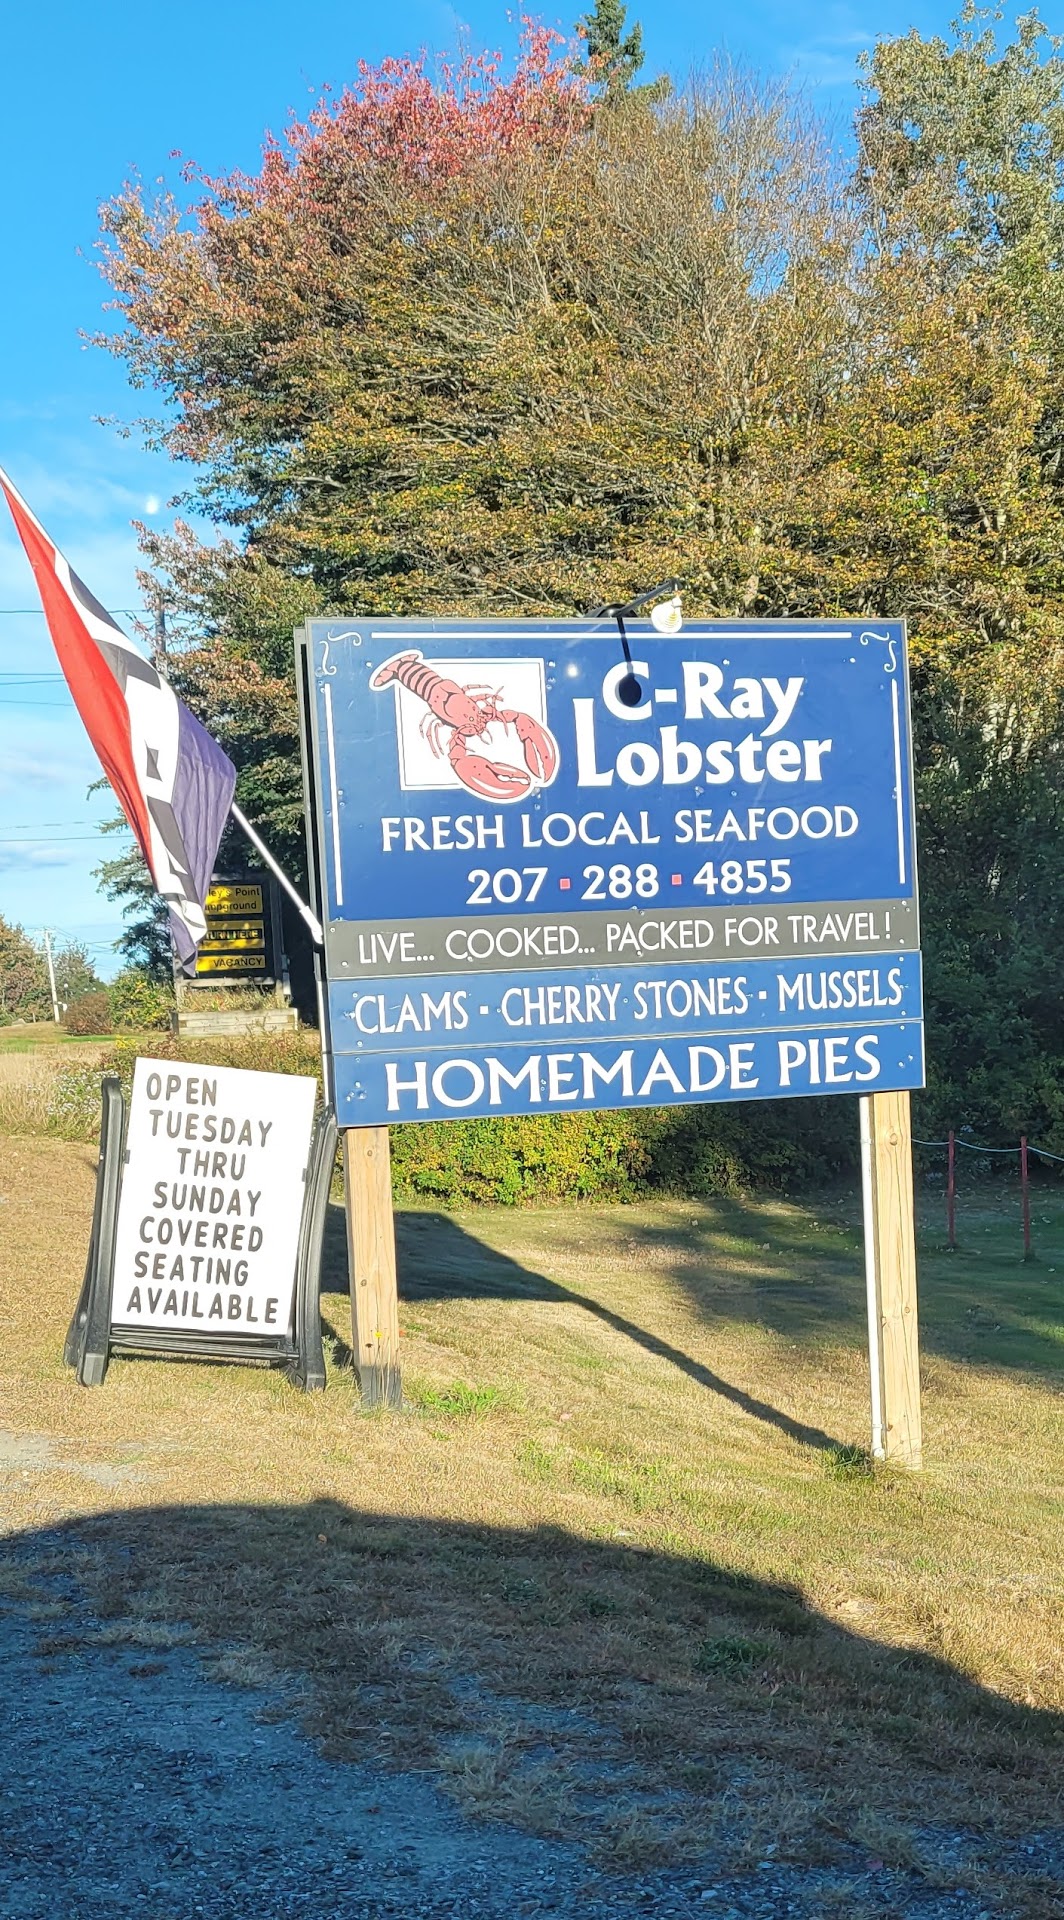 C-Ray
Lobster
FRESH LOCAL SEAFOOD
207 ▪ 288 ▪ 4855
LIVE... COOKED... PACKED FOR TRAVEL!
CLAMS ▪ CHERRY STONES ▪ MUSSELS
HOMEMADE PIES
OPEN
TUESDAY
THRU
SUNDAY
COVERED
SEATING
AVAILABLE
Point
VACANCY